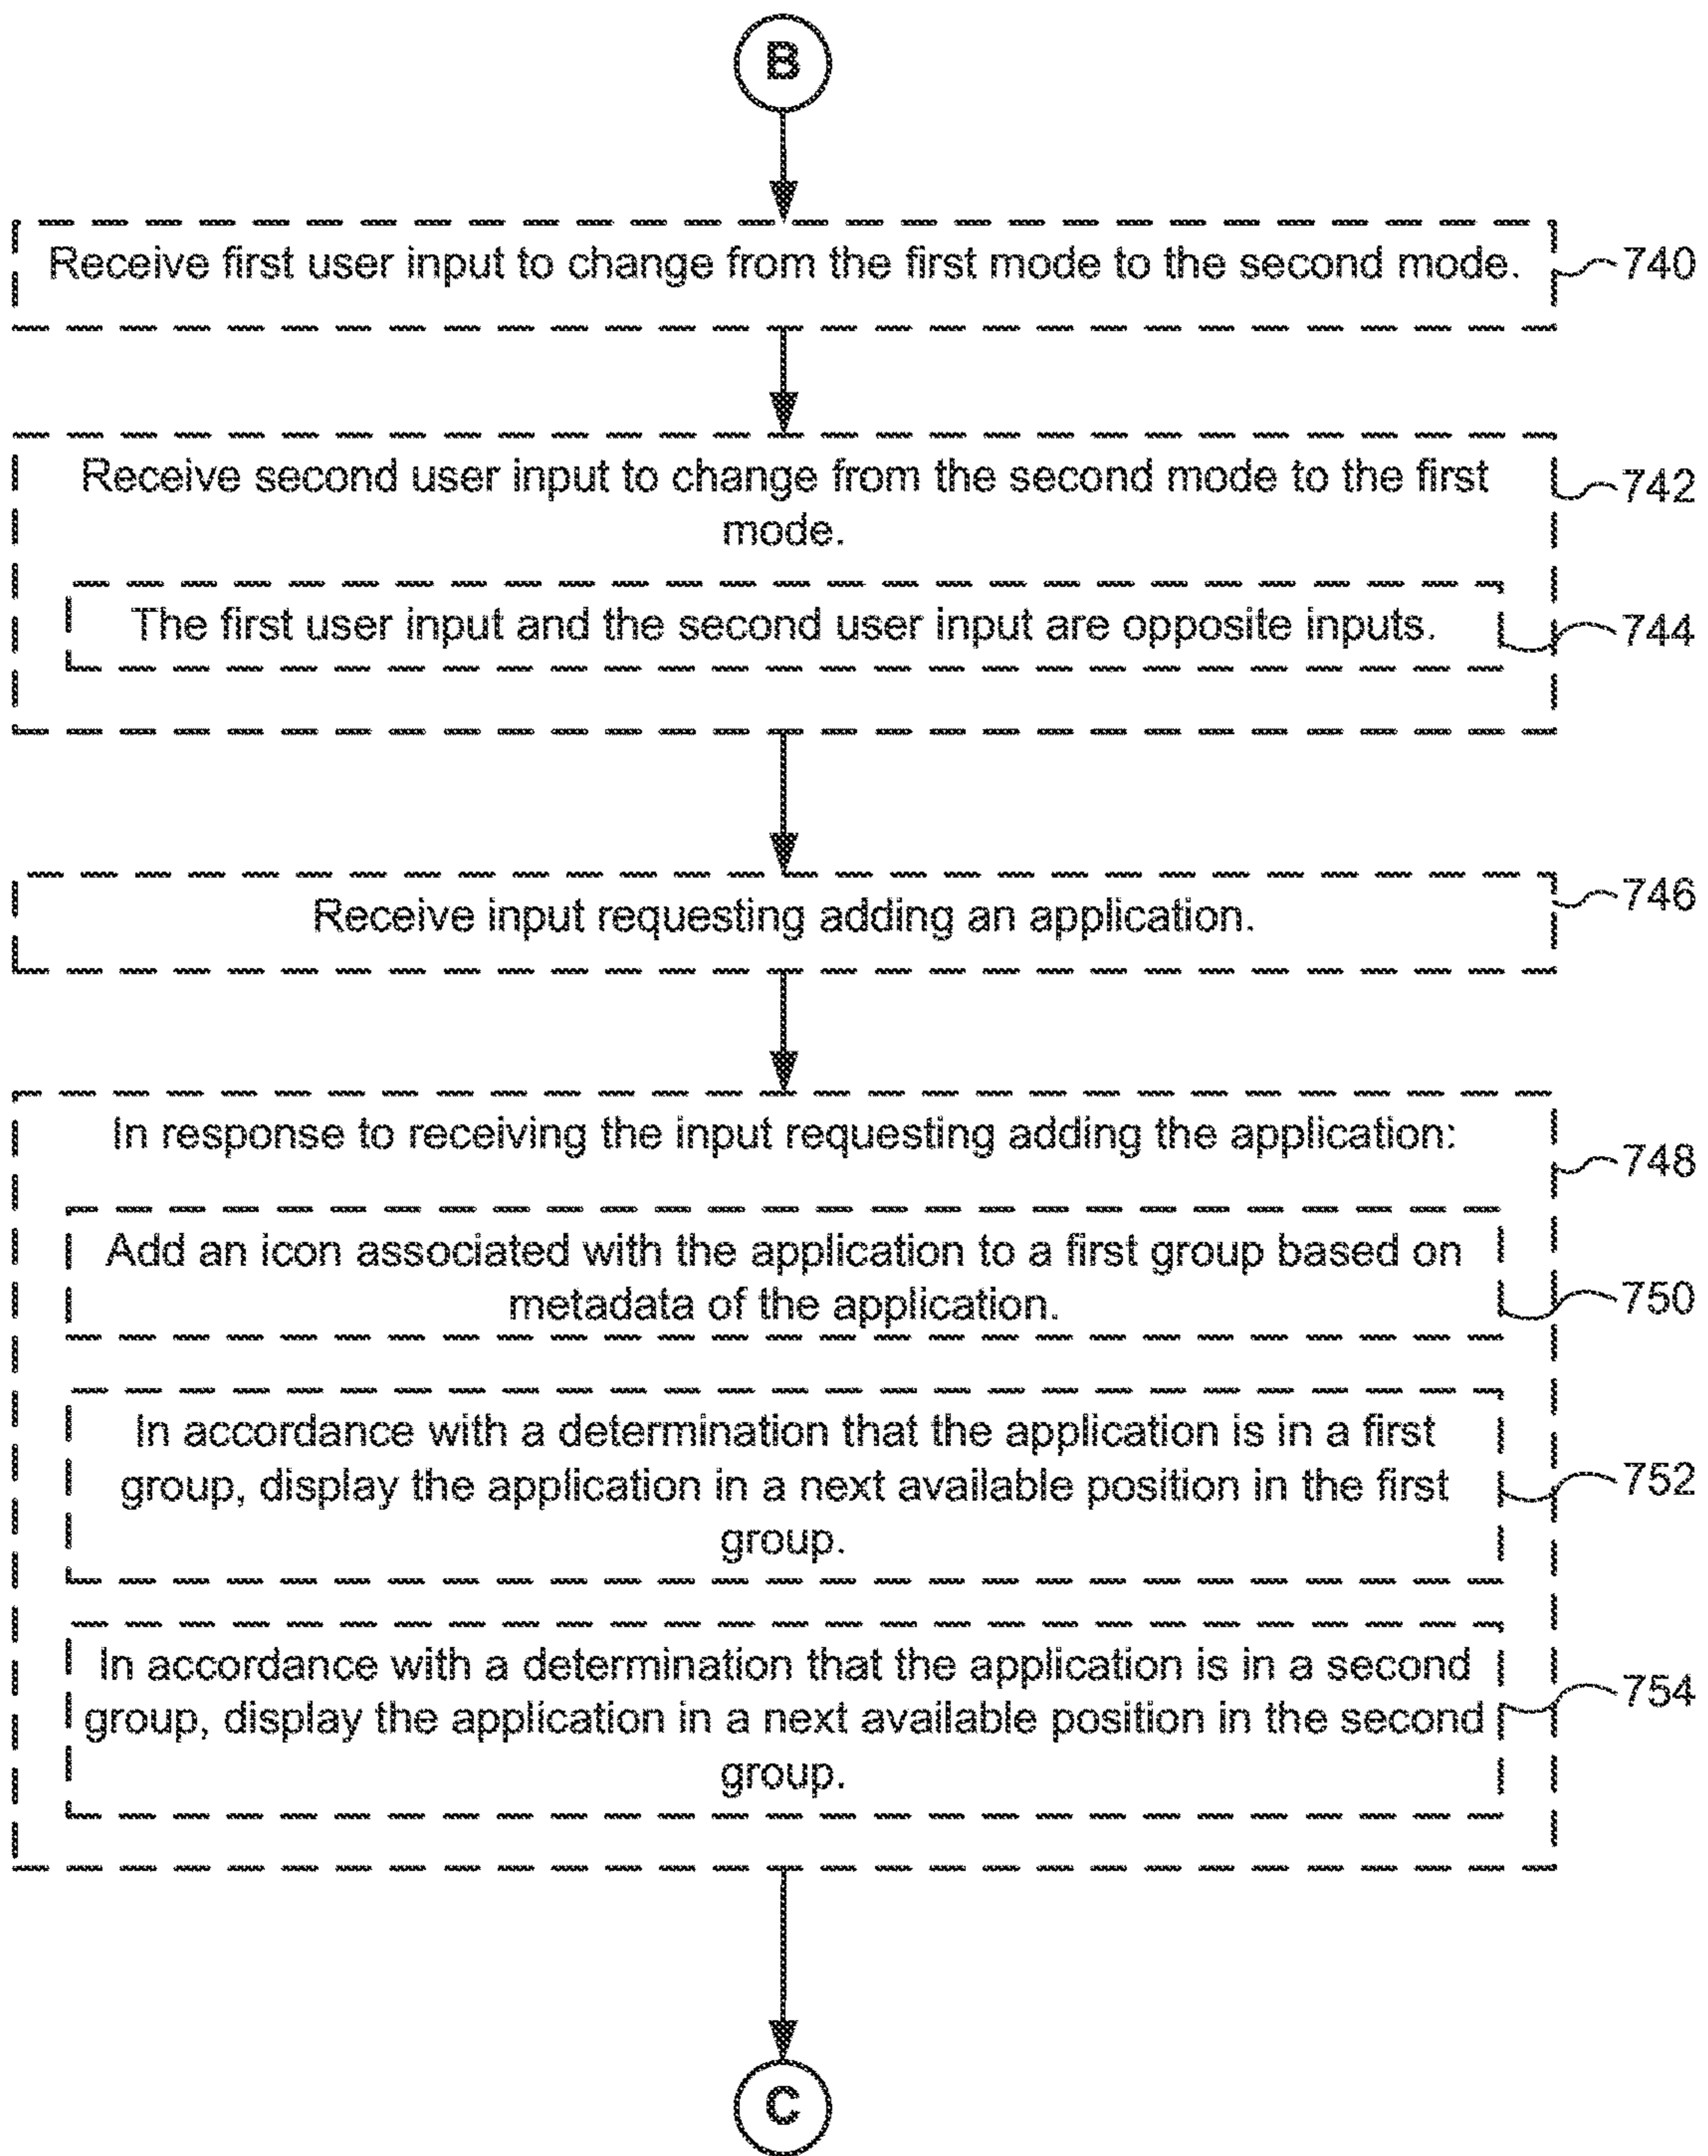 B
Receive first user input to change from the first mode to the second mode.
740
Receive second user input to change from the second mode to the first
mode.
742
The first user input and the second user input are opposite inputs.
744
Receive input requesting adding an application.
746
In response to receiving the input requesting adding the application:
748
Add an icon associated with the application to a first group based on
metadata of the application.
750
In accordance with a determination that the application is in a first
group, display the application in a next available position in the first
group.
752
In accordance with a determination that the application is in a second
group, display the application in a next available position in the second
group.
754
C